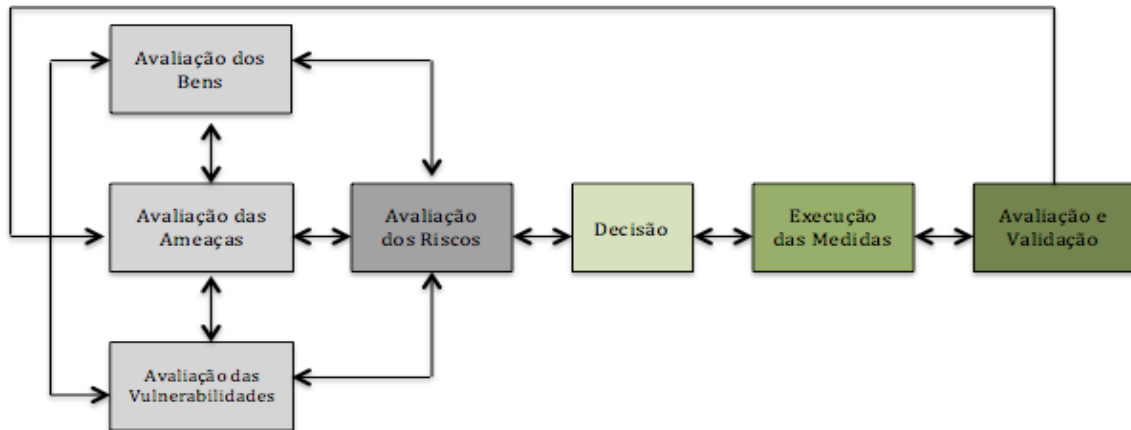 Avaliação dos
Bens
Avaliação das
Ameaças
Avaliação
dos Riscos
Decisão
Execução
das Medidas
Avaliação e
Validação
Avaliação das
Vulnerabilidades